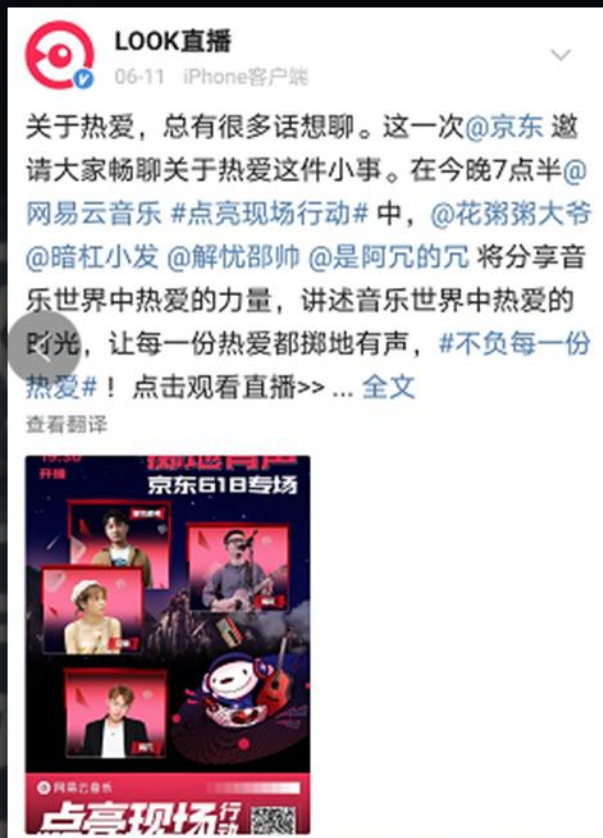 LOOK直播
06-11 iPhone客户端
关于热爱，总有很多话想聊。这一次@京东 邀
请大家畅聊关于热爱这件小事。在今晚7点半@
网易云音乐 #点亮现场行动# 中，@花粥粥大爷
@暗杠小发 @解忧邵帅 @是阿冗的冗 将分享音
乐世界中热爱的力量，讲述音乐世界中热爱的
时光，让每一份热爱都掷地有声，#不负每一份
热爱#！点击观看直播>> ... 全文
查看翻译
19:30
开播
掷地有声
京东618专场
网易云音乐
点亮现场行动